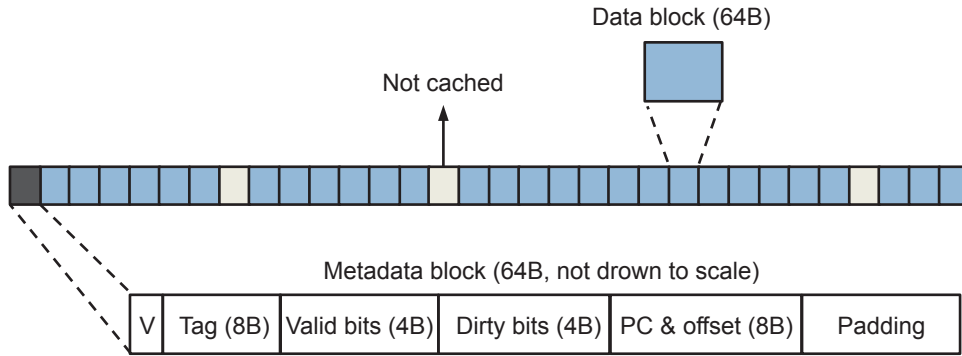 Data block (64B)
Not cached
Metadata block (64B, not drown to scale)
V Tag (8B) Valid bits (4B) Dirty bits (4B) PC & offset (8B) Padding